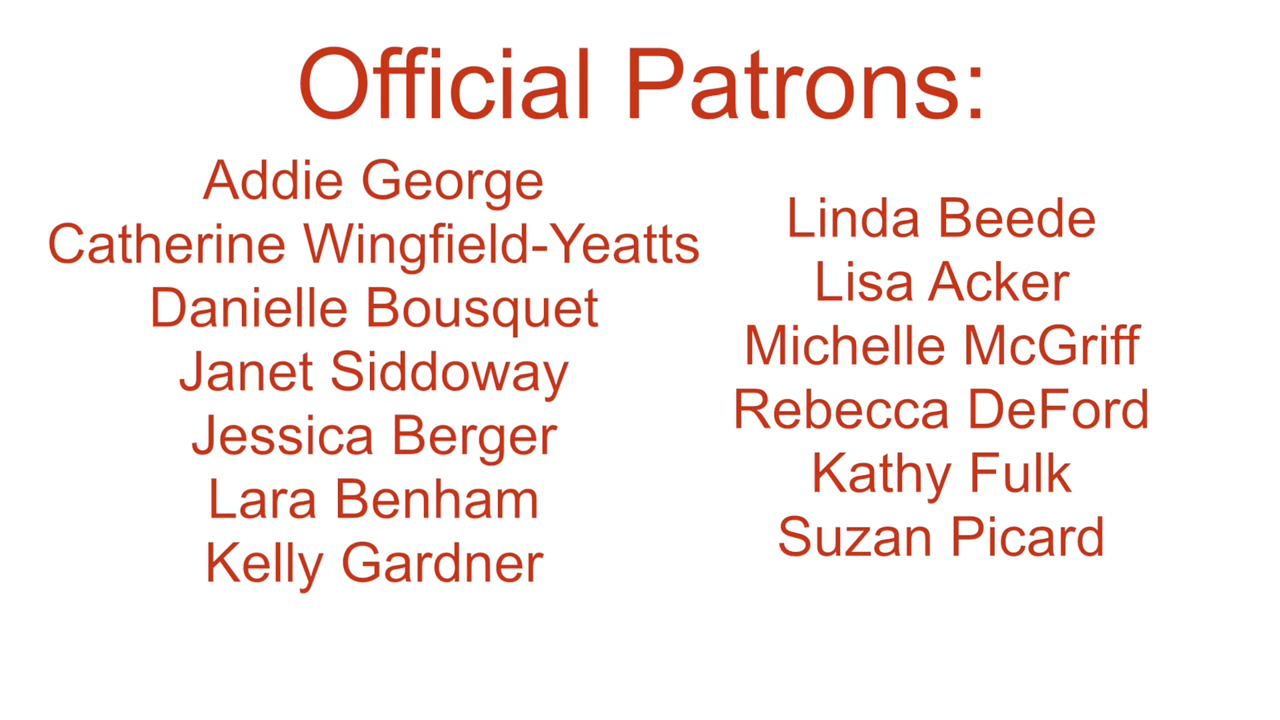 Official Patrons:
Addie George
Catherine Wingfield-Yeatts
Danielle Bousquet
Janet Siddoway
Jessica Berger
Lara Benham
Kelly Gardner
Linda Beede
Lisa Acker
Michelle McGriff
Rebecca DeFord
Kathy Fulk
Suzan Picard